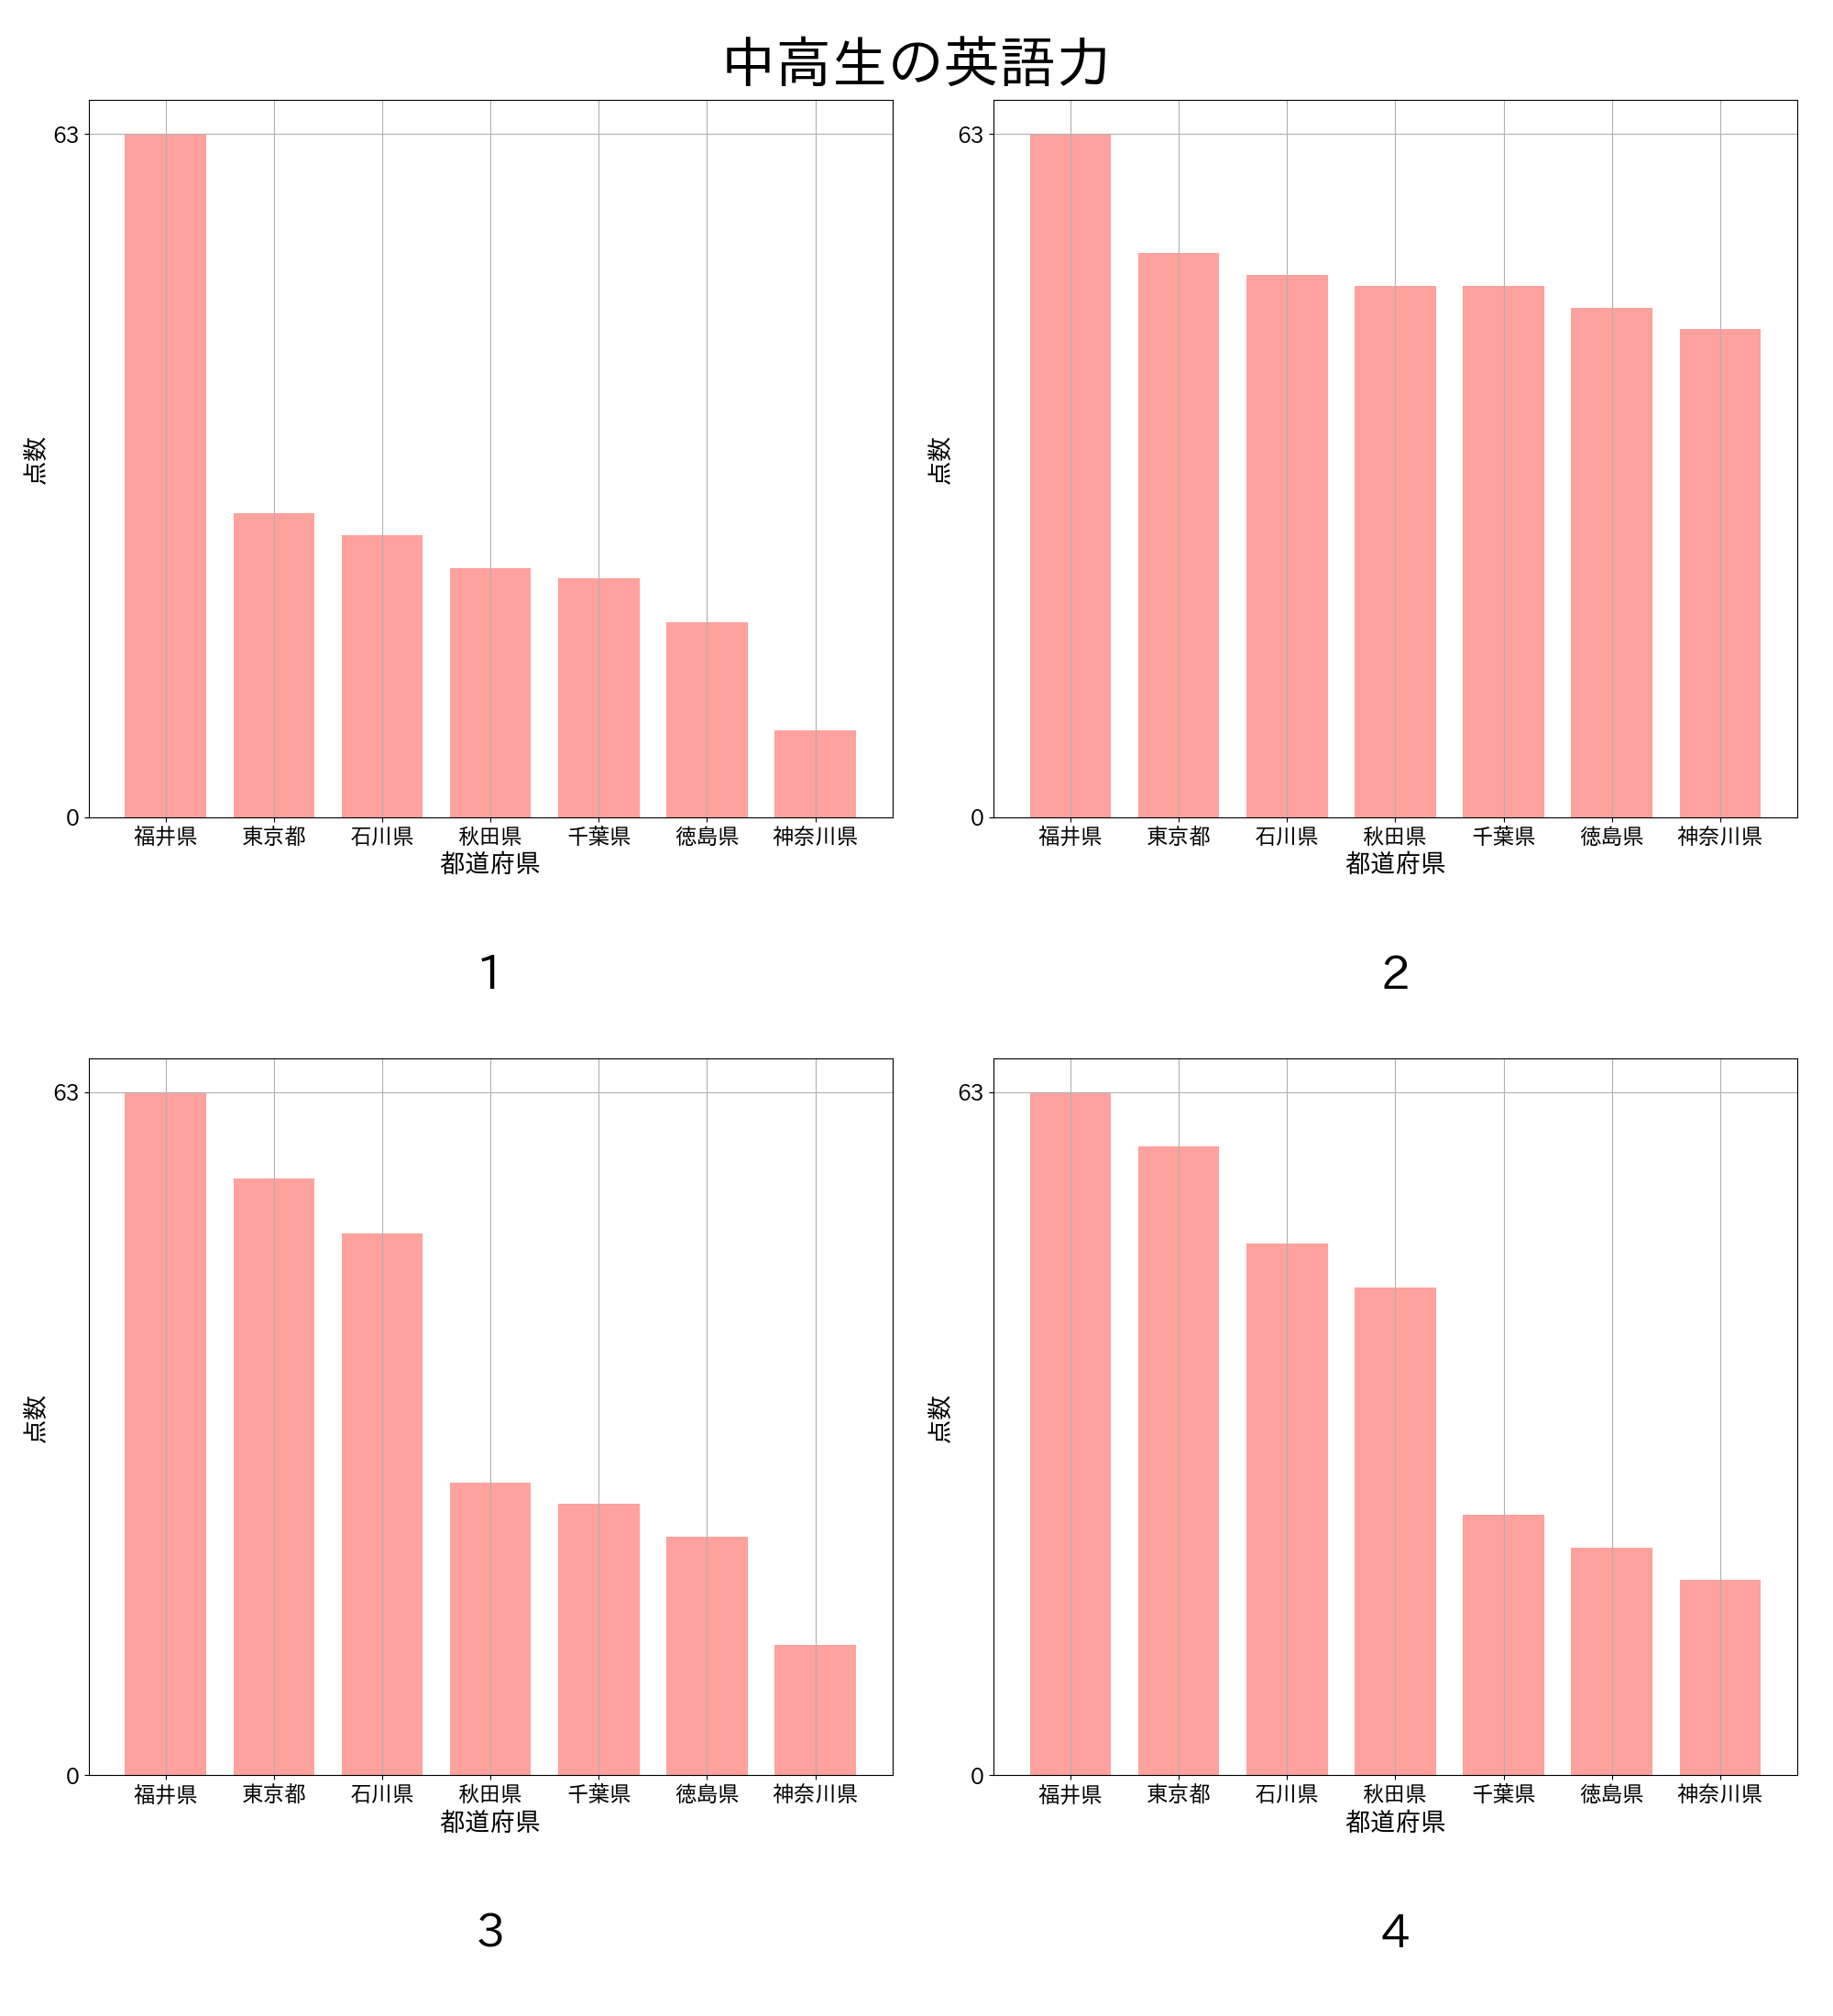 中高生の英語力
63
点数
0
福井県 東京都 石川県 秋田県 千葉県 徳島県 神奈川県
都道府県
1
63
点数
0
福井県 東京都 石川県 秋田県 千葉県 徳島県 神奈川県
都道府県
2
63
点数
0
福井県 東京都 石川県 秋田県 千葉県 徳島県 神奈川県
都道府県
3
63
点数
0
福井県 東京都 石川県 秋田県 千葉県 徳島県 神奈川県
都道府県
4